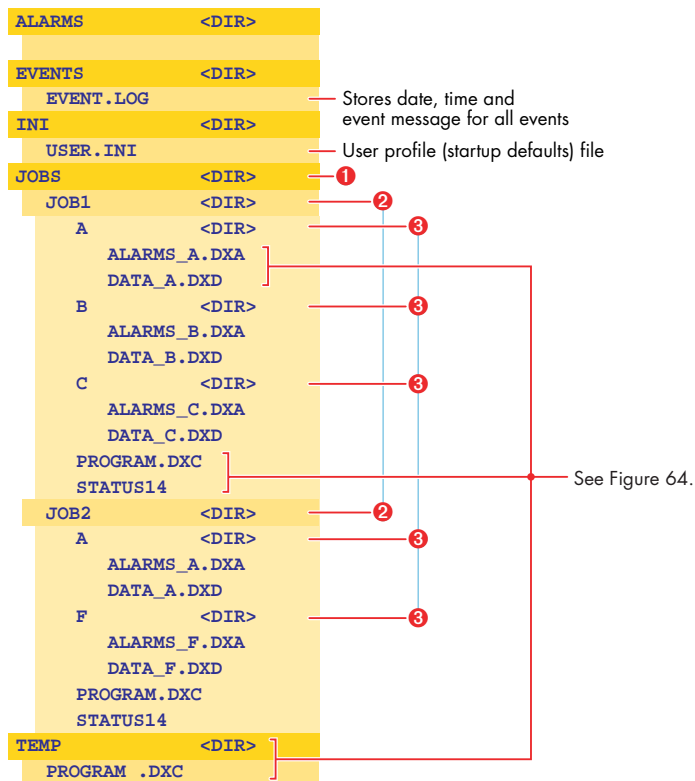 ALARMS <DIR>
EVENTS <DIR>
EVENT.LOG Stores date, time and
event message for all events
INI <DIR>
USER.INI User profile (startup defaults) file
JOBS <DIR> 1
JOB1 <DIR> 2
A <DIR> 3
ALARMS_A.DXA
DATA_A.DXD
B <DIR> 3
ALARMS_B.DXA
DATA_B.DXD
C <DIR> 3
ALARMS_C.DXA
DATA_C.DXD
PROGRAM.DXC
STATUS14
See Figure 64.
JOB2 <DIR> 2
A <DIR> 3
ALARMS_A.DXA
DATA_A.DXD
F <DIR> 3
ALARMS_F.DXA
DATA_F.DXD
PROGRAM.DXC
STATUS14
TEMP <DIR>
PROGRAM .DXC